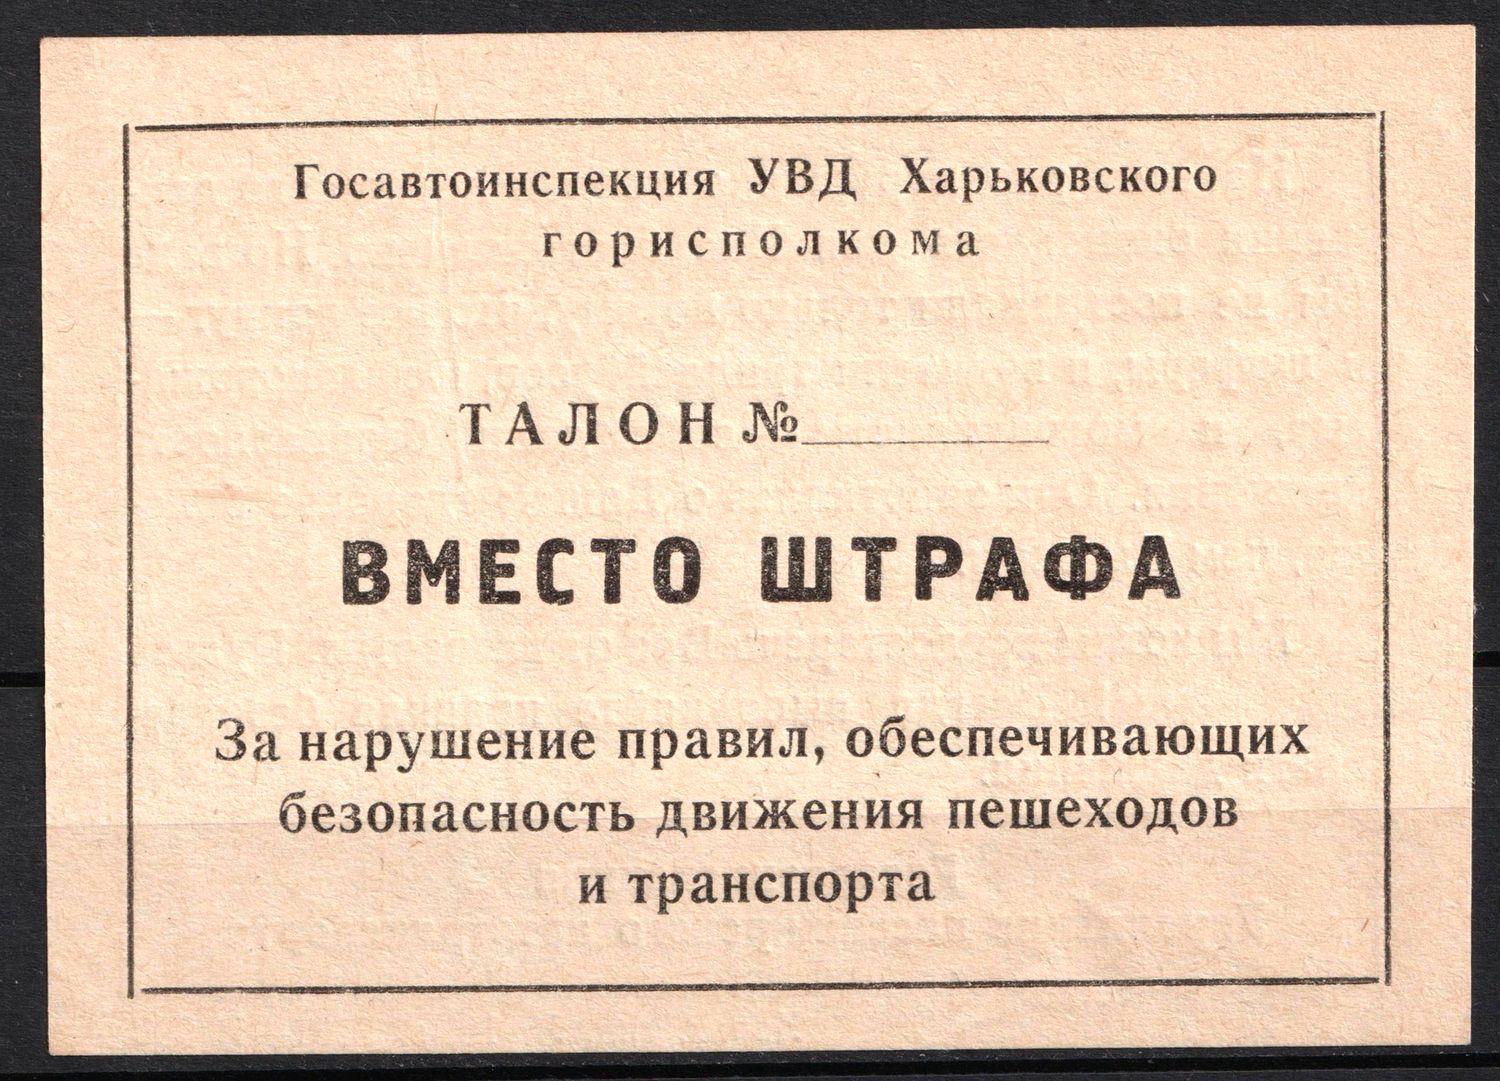 Госавтоинспекция УВД Харьковского
горисполкома
ТАЛОН №
ВМЕСТО ШТРАФА
За нарушение правил, обеспечивающих
безопасность движения пешеходов
и транспорта